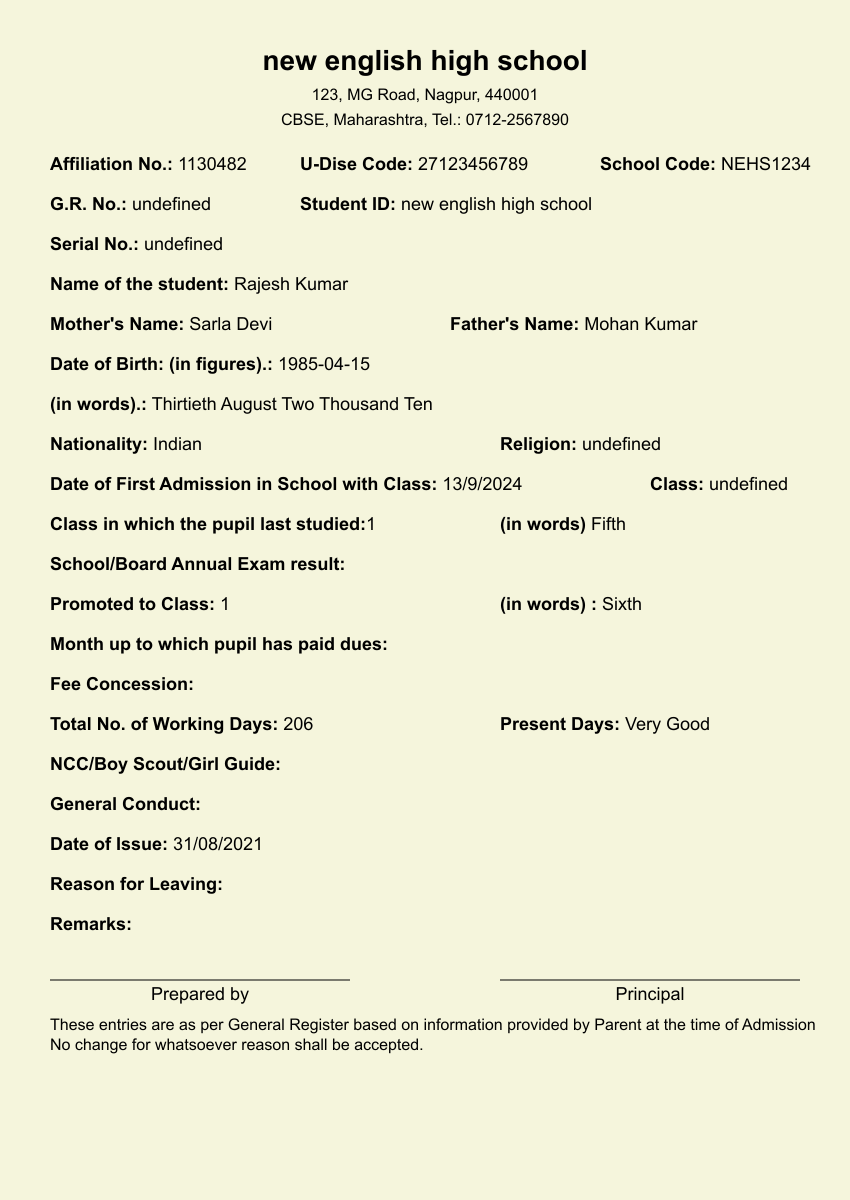 new english high school
123, MG Road, Nagpur, 440001
CBSE, Maharashtra, Tel.: 0712-2567890
Affiliation No.: 1130482 U-Dise Code: 27123456789 School Code: NEHS1234
G.R. No.: undefined Student ID: new english high school
Serial No.: undefined
Name of the student: Rajesh Kumar
Mother's Name: Sarla Devi Father's Name: Mohan Kumar
Date of Birth: (in figures).: 1985-04-15
(in words).: Thirtieth August Two Thousand Ten
Nationality: Indian Religion: undefined
Date of First Admission in School with Class: 13/9/2024 Class: undefined
Class in which the pupil last studied:1 (in words) Fifth
School/Board Annual Exam result:
Promoted to Class: 1 (in words) : Sixth
Month up to which pupil has paid dues:
Fee Concession:
Total No. of Working Days: 206 Present Days: Very Good
NCC/Boy Scout/Girl Guide:
General Conduct:
Date of Issue: 31/08/2021
Reason for Leaving:
Remarks:
Prepared by Principal
These entries are as per General Register based on information provided by Parent at the time of Admission
No change for whatsoever reason shall be accepted.